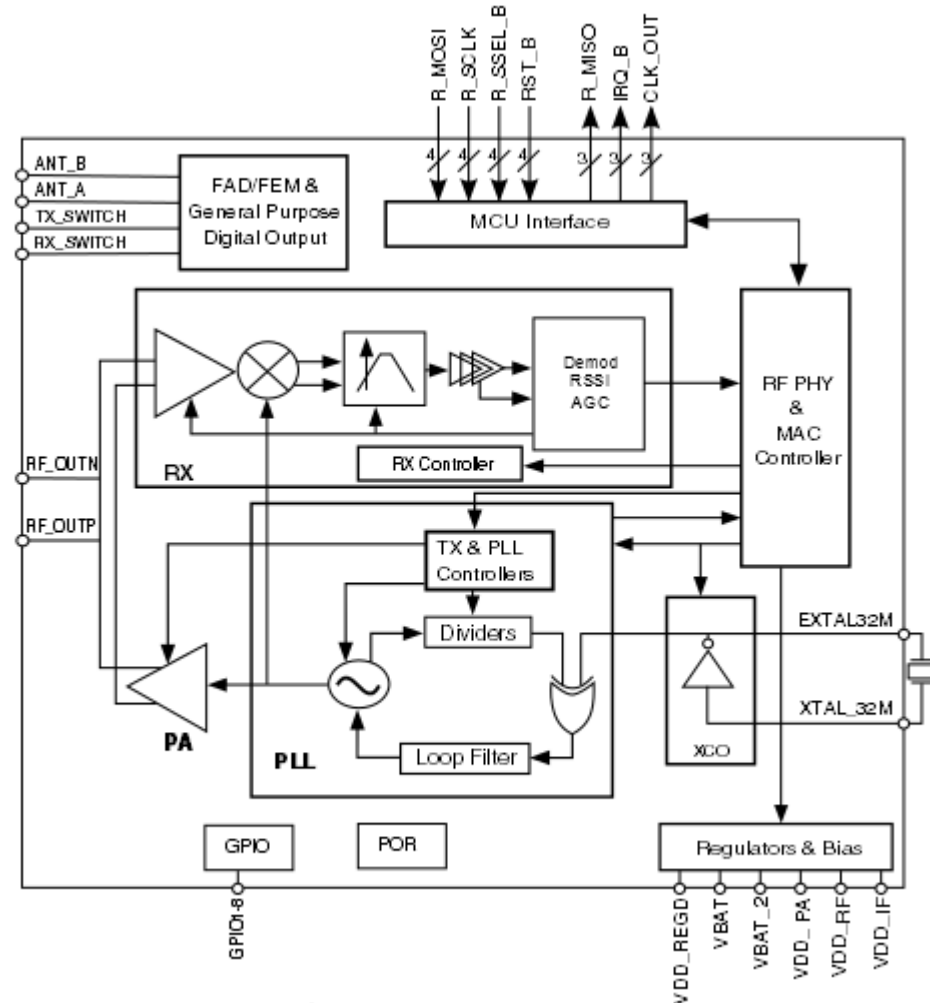 R_MOSI
R_SCLK
R_SSEL_B
RST_B
R_MISO
IRQ_B
CLK_OUT
4
4
4
4
3
3
3
ANT_B
ANT_A
TX_SWITCH
RX_SWITCH
FAD/FEM &
General Purpose
Digital Output
MCU Interface
Demod
RSSI
AGC
RF PHY
&
MAC
Controller
RX
RX Controller
RF_OUTN
RF_OUTP
TX & PLL
Controllers
Dividers
EXTAL32M
XTAL_32M
PA
PLL
Loop Filter
XCO
GPIO
POR
Regulators & Bias
GPIO1-8
VDD_REGD
VBAT
VBAT_2
VDD_PA
VDD_RF
VDD_IF